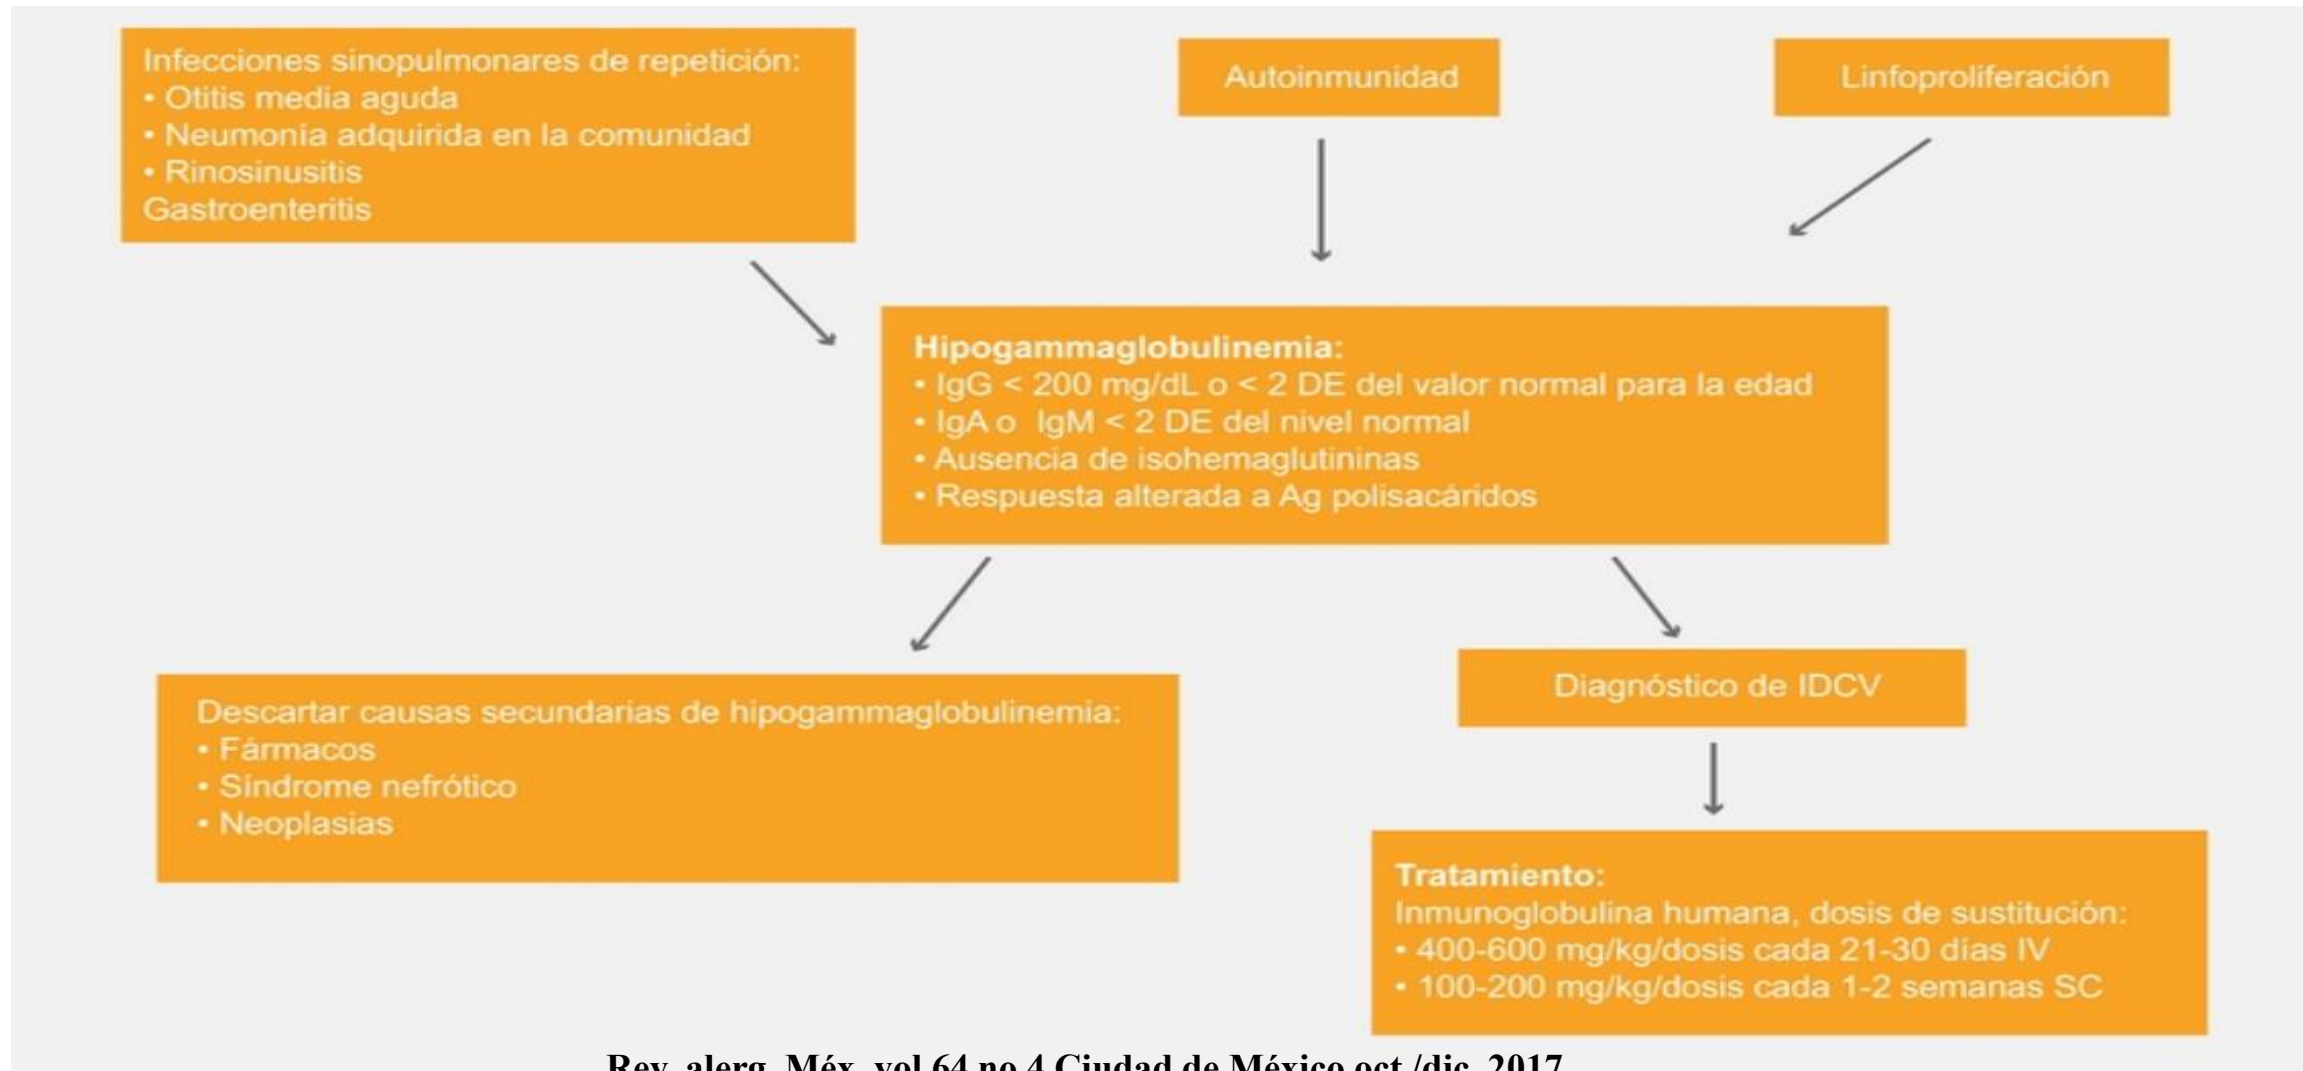 Infecciones sinopulmonares de repetición:
• Otitis media aguda
• Neumonía adquirida en la comunidad
• Rinosinusitis
Gastroenteritis
Autoinmunidad
Linfoproliferación
Hipogammaglobulinemia:
• IgG < 200 mg/dL o < 2 DE del valor normal para la edad
• IgA o IgM < 2 DE del nivel normal
• Ausencia de isohemaglutininas
• Respuesta alterada a Ag polisacáridos
Descartar causas secundarias de hipogammaglobulinemia:
• Fármacos
• Síndrome nefrótico
• Neoplasias
Diagnóstico de IDCV
Tratamiento:
Inmunoglobulina humana, dosis de sustitución:
• 400-600 mg/kg/dosis cada 21-30 días IV
• 100-200 mg/kg/dosis cada 1-2 semanas SC
Rev. alerg. Méx. vol.64 no.4 Ciudad de México oct./dic. 2017